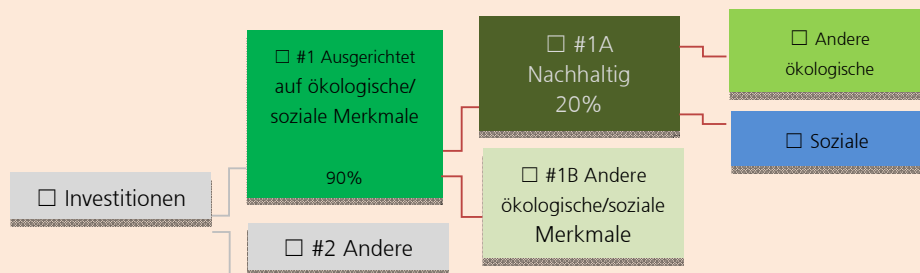 ☐ Investitionen
☐ #1 Ausgerichtet
auf ökologische/
soziale Merkmale
90%
☐ #2 Andere
☐ #1A
Nachhaltig
20%
☐ #1B Andere
ökologische/soziale
Merkmale
☐ Andere
ökologische
☐ Soziale